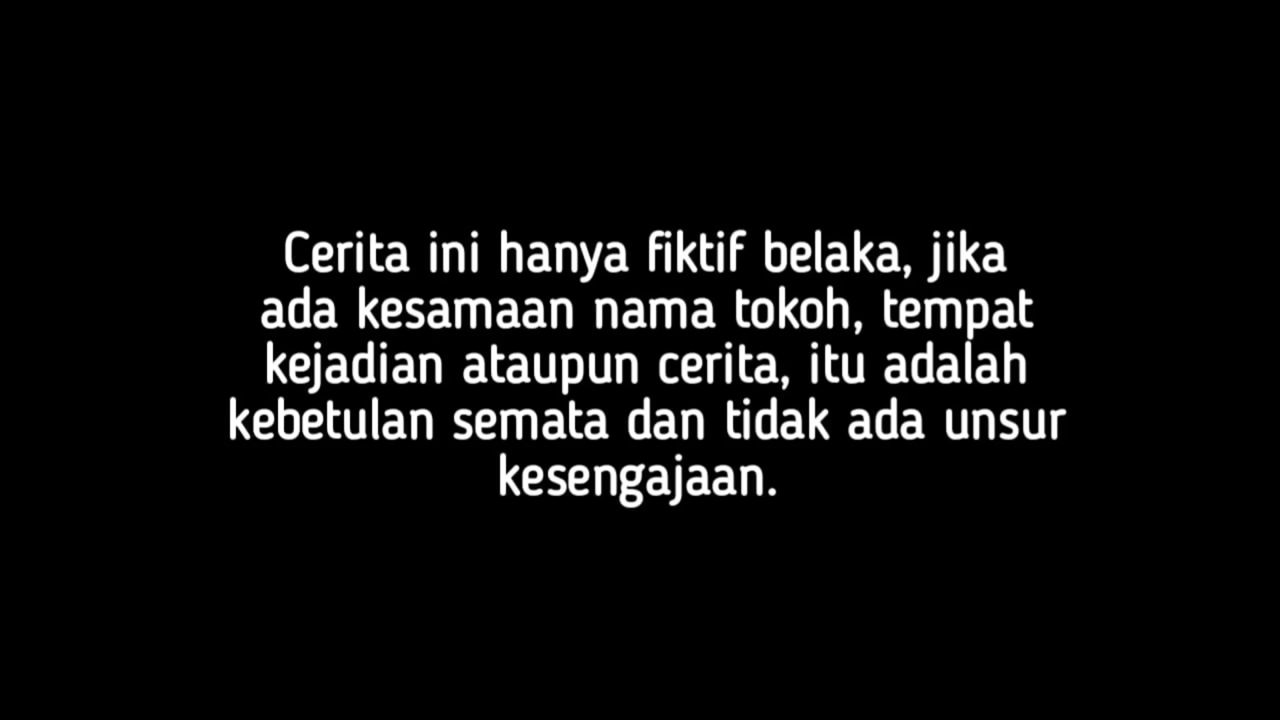 Cerita ini hanya fiktif belaka, jika
ada kesamaan nama tokoh, tempat
kejadian ataupun cerita, itu adalah
kebetulan semata dan tidak ada unsur
kesengajaan.